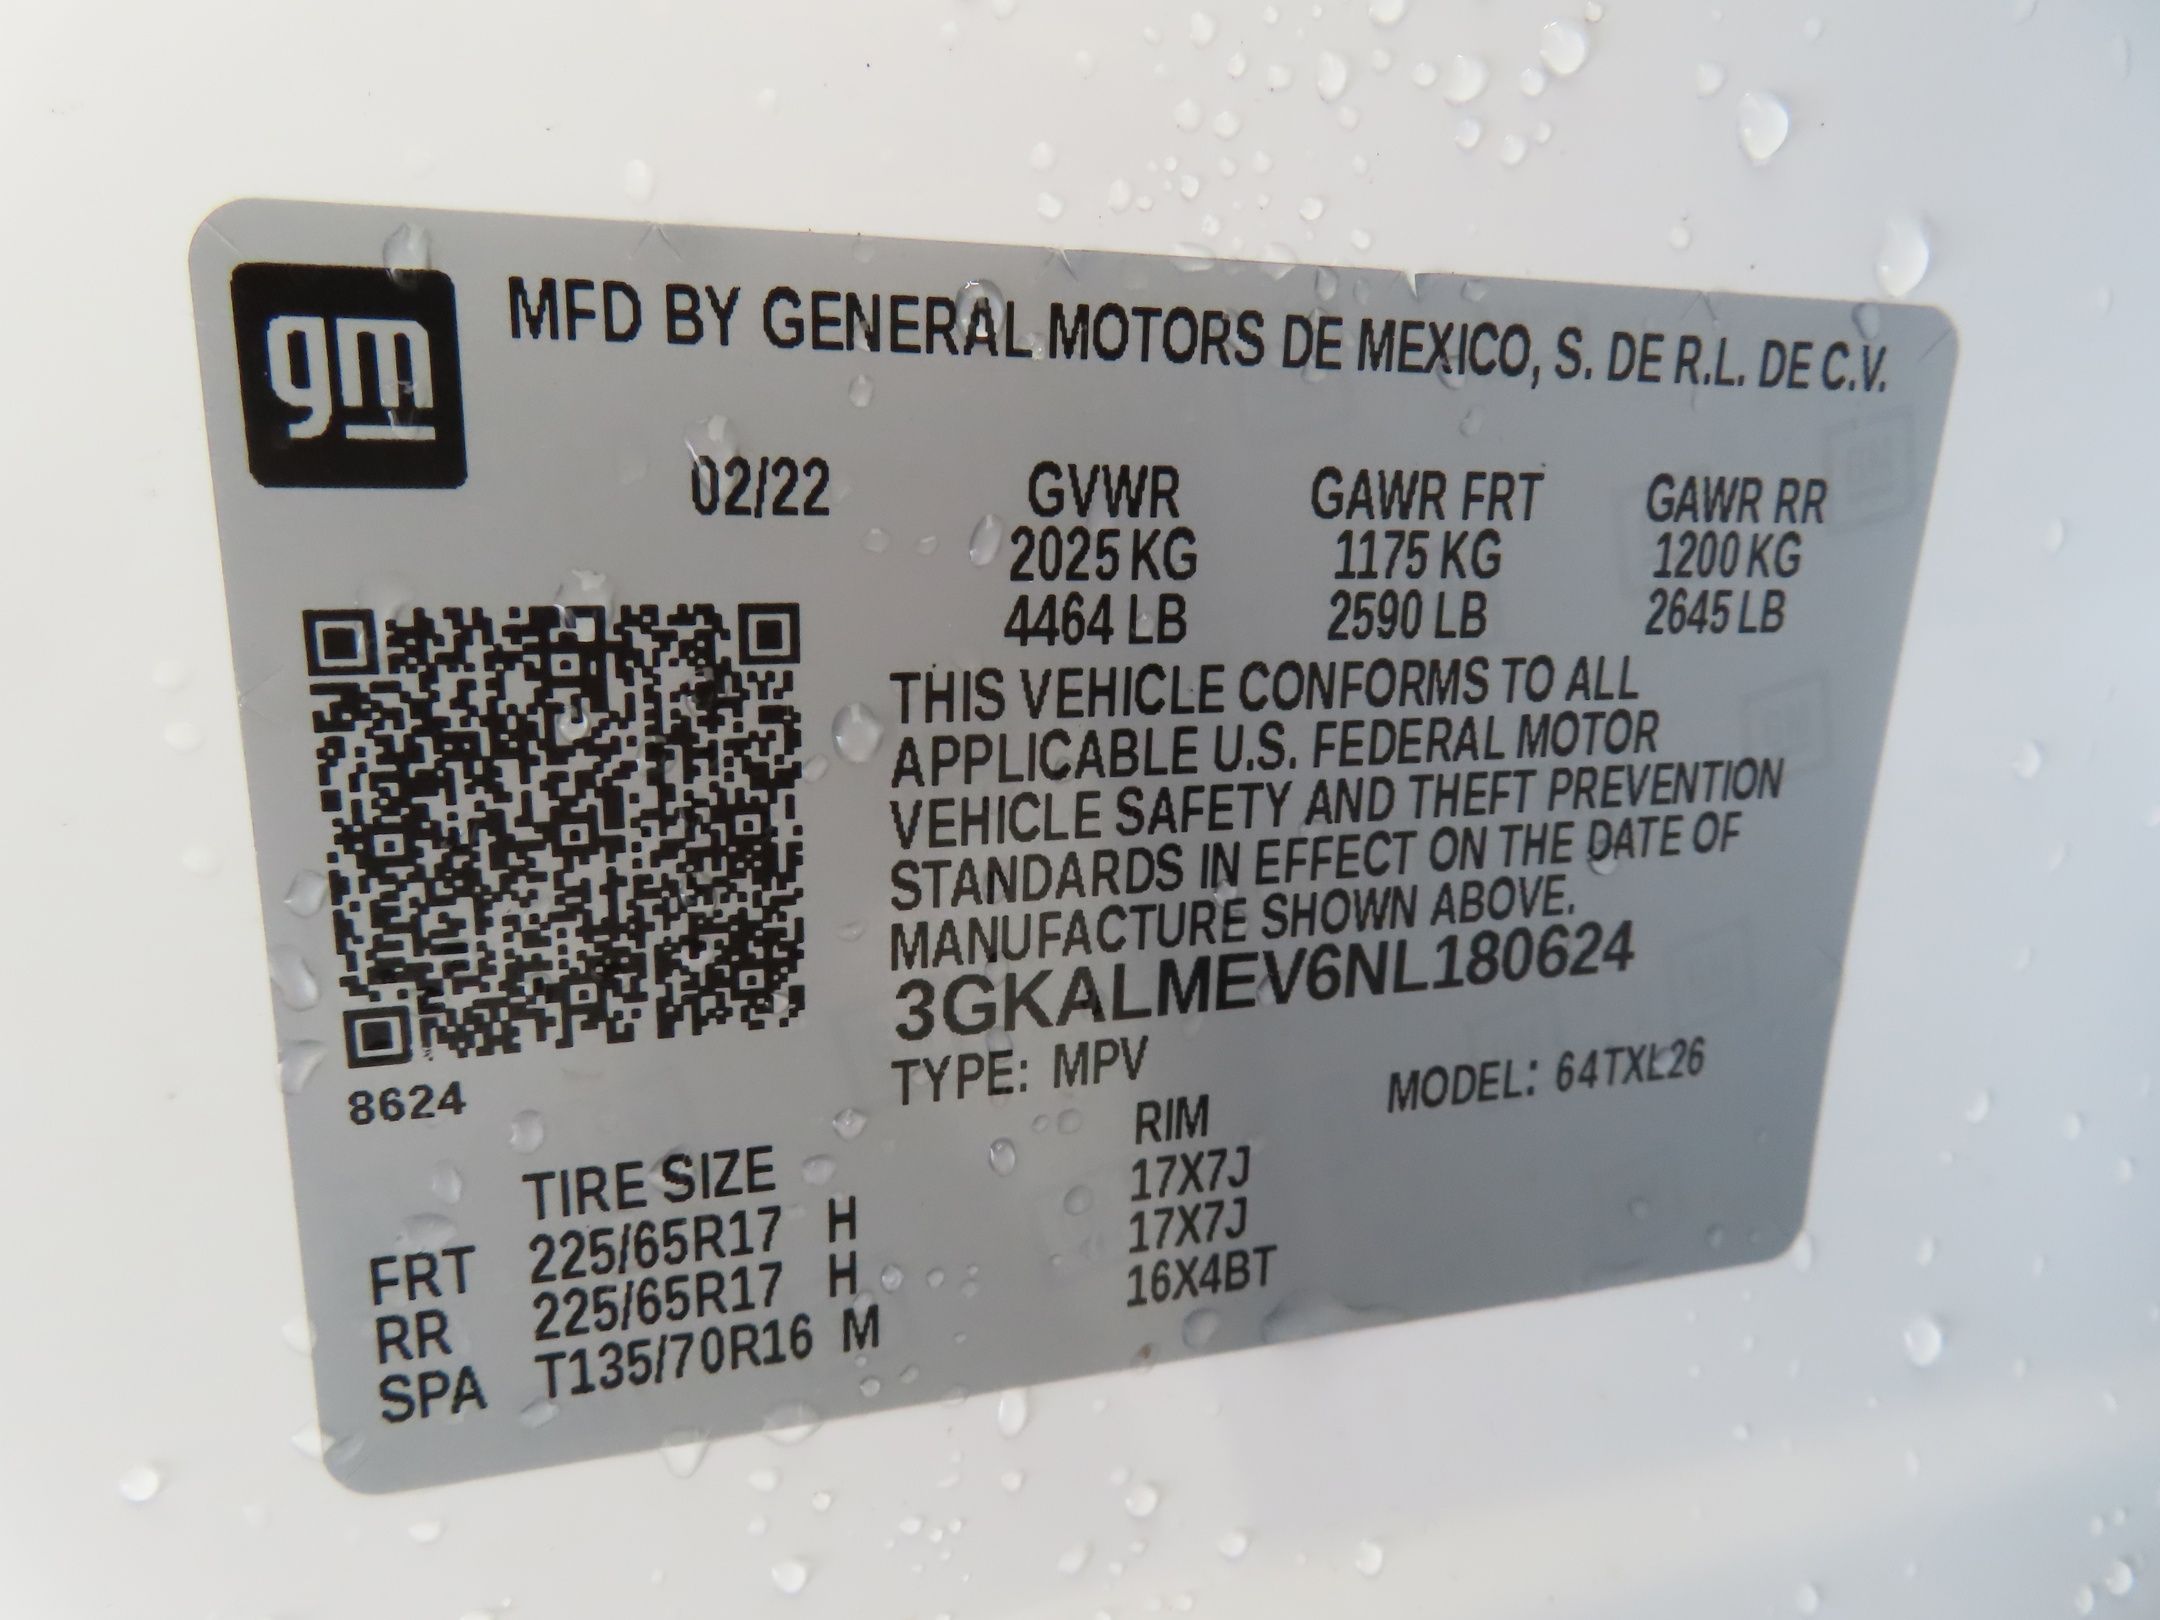 gm
MFD BY GENERAL MOTORS DE MEXICO, S. DE R.L. DE C.V.
02/22 GVWR GAWR FRT GAWR RR
2025 KG 1175 KG 1200 KG
4464 LB 2590 LB 2645 LB
THIS VEHICLE CONFORMS TO ALL
APPLICABLE U.S. FEDERAL MOTOR
VEHICLE SAFETY AND THEFT PREVENTION
STANDARDS IN EFFECT ON THE DATE OF
MANUFACTURE SHOWN ABOVE.
3GKALMEV6NL180624
TYPE: MPV MODEL: 64TXL26
8624
TIRE SIZE RIM
FRT 225/65R17 H 17X7J
RR 225/65R17 H 17X7J
SPA T135/70R16 M 16X4BT